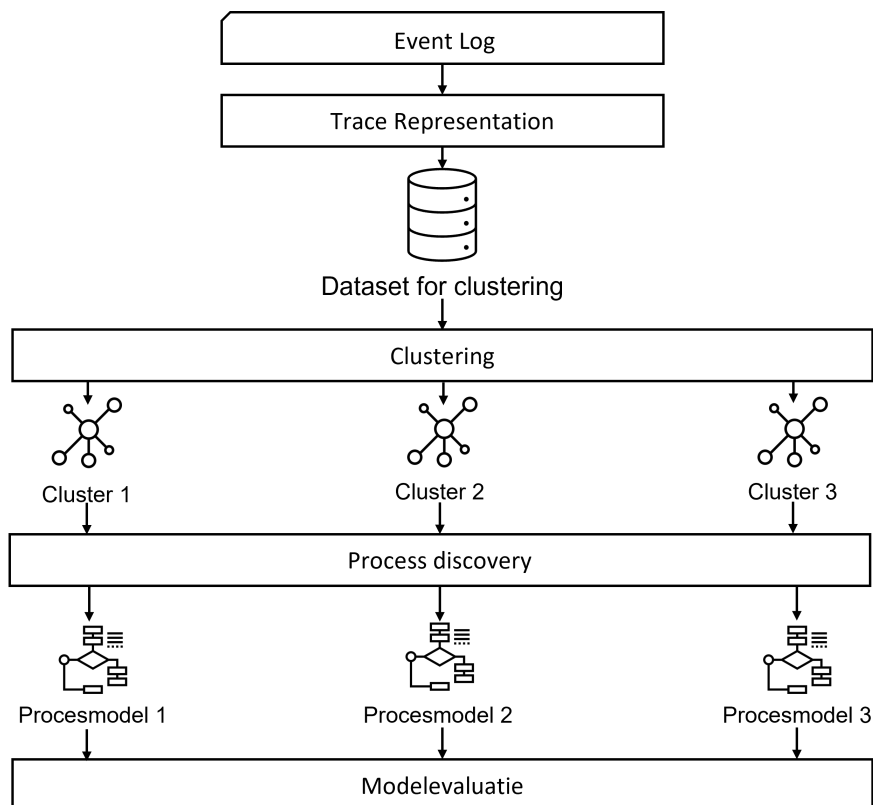 Event Log
Trace Representation
Dataset for clustering
Clustering
Cluster 1
Cluster 2
Cluster 3
Process discovery
Procesmodel 1
Procesmodel 2
Procesmodel 3
Modelevaluatie